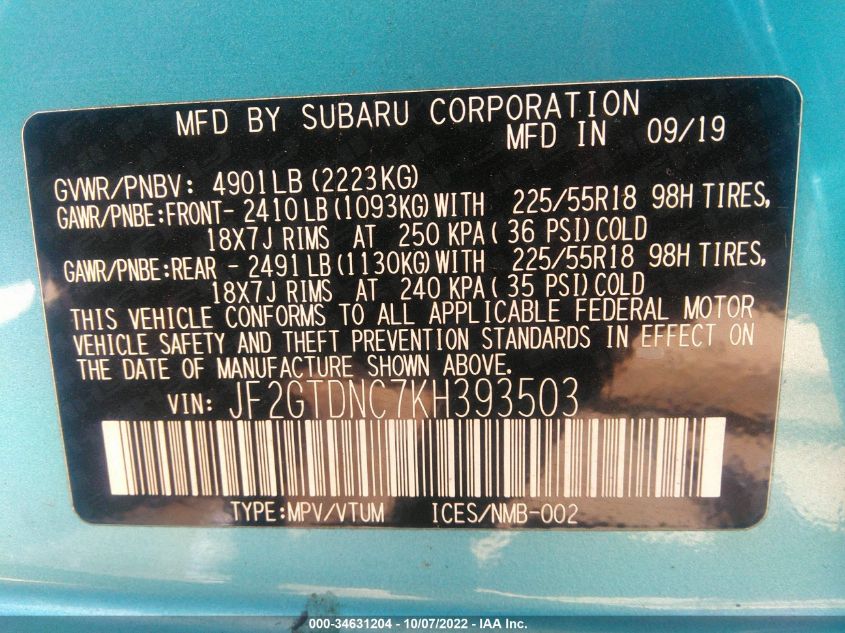 MFD BY SUBARU CORPORATION
MFD IN 09/19
GVWR/PNBV: 4901LB (2223KG)
GAWR/PNBE:FRONT- 2410 LB (1093KG) WITH 225/55R18 98H TIRES,
18X7J RIMS AT 250 KPA ( 36 PSI) COLD
GAWR/PNBE:REAR - 2491 LB (1130KG) WITH 225/55R18 98H TIRES,
18X7J RIMS AT 240 KPA ( 35 PSI) COLD
THIS VEHICLE CONFORMS TO ALL APPLICABLE FEDERAL MOTOR
VEHICLE SAFETY AND THEFT PREVENTION STANDARDS IN EFFECT ON
THE DATE OF MANUFACTURE SHOWN ABOVE.
VIN: JF2GTDNC7KH393503
TYPE:MPV/VTUM ICES/NMB-002
000-34631204 - 10/07/2022 - IAA Inc.